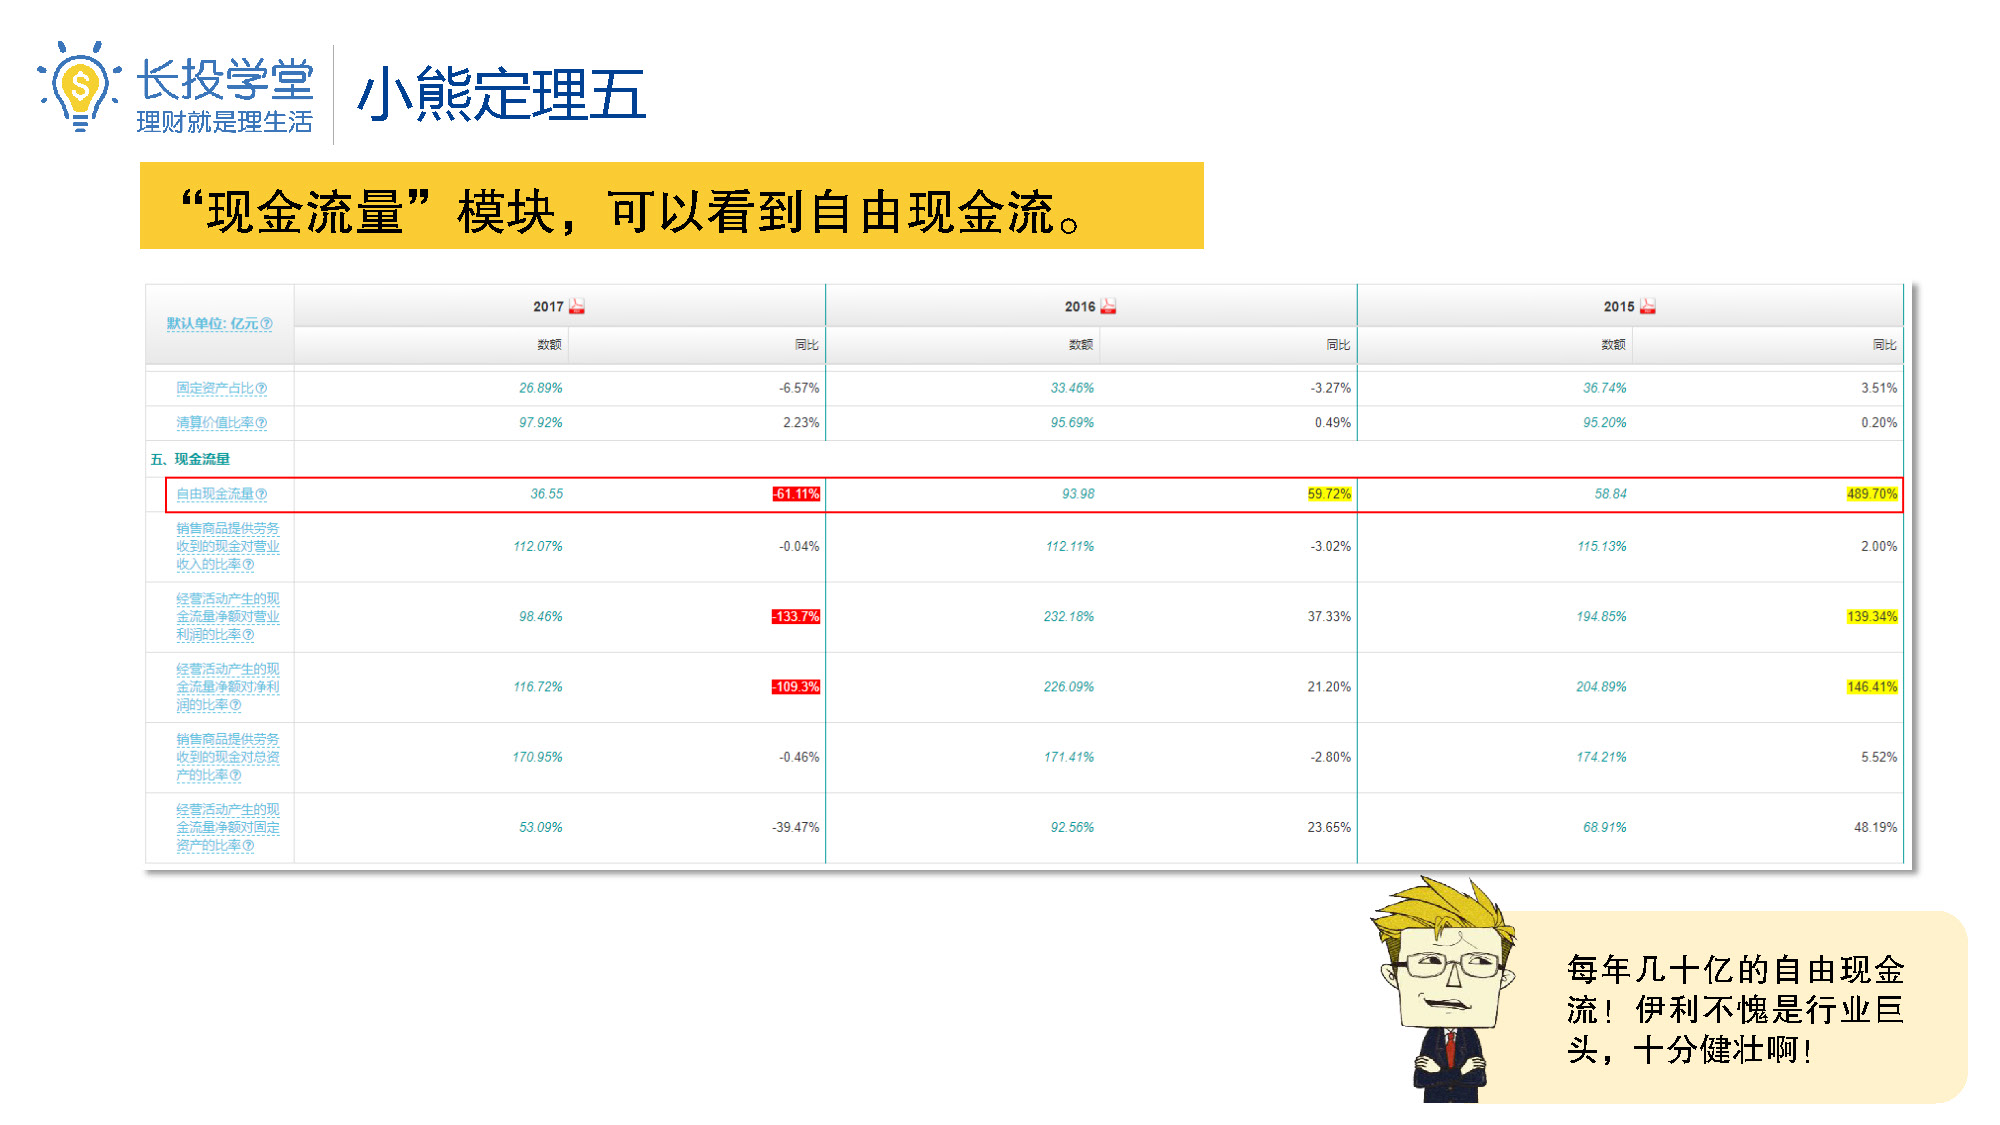 长投学堂
理财就是理生活
小熊定理五
“现金流量”模块，可以看到自由现金流。
默认单位: 亿元? 2017 2016 2015
数额 同比 数额 同比 数额 同比
固定资产占比? 26.89% -6.57% 33.46% -3.27% 36.74% 3.51%
清算价值比率? 97.92% 2.23% 95.69% 0.49% 95.20% 0.20%
五、现金流量
自由现金流量? 36.55 -61.11% 93.98 59.72% 58.84 489.70%
销售商品提供劳务
收到的现金对营业
收入的比率? 112.07% -0.04% 112.11% -3.02% 115.13% 2.00%
经营活动产生的现
金流量净额对营业
利润的比率? 98.46% -133.7% 232.18% 37.33% 194.85% 139.34%
经营活动产生的现
金流量净额对净利
润的比率? 116.72% -109.3% 226.09% 21.20% 204.89% 146.41%
销售商品提供劳务
收到的现金对总资
产的比率? 170.95% -0.46% 171.41% -2.80% 174.21% 5.52%
经营活动产生的现
金流量净额对固定
资产的比率? 53.09% -39.47% 92.56% 23.65% 68.91% 48.19%
每年几十亿的自由现金
流！伊利不愧是行业巨
头，十分健壮啊！